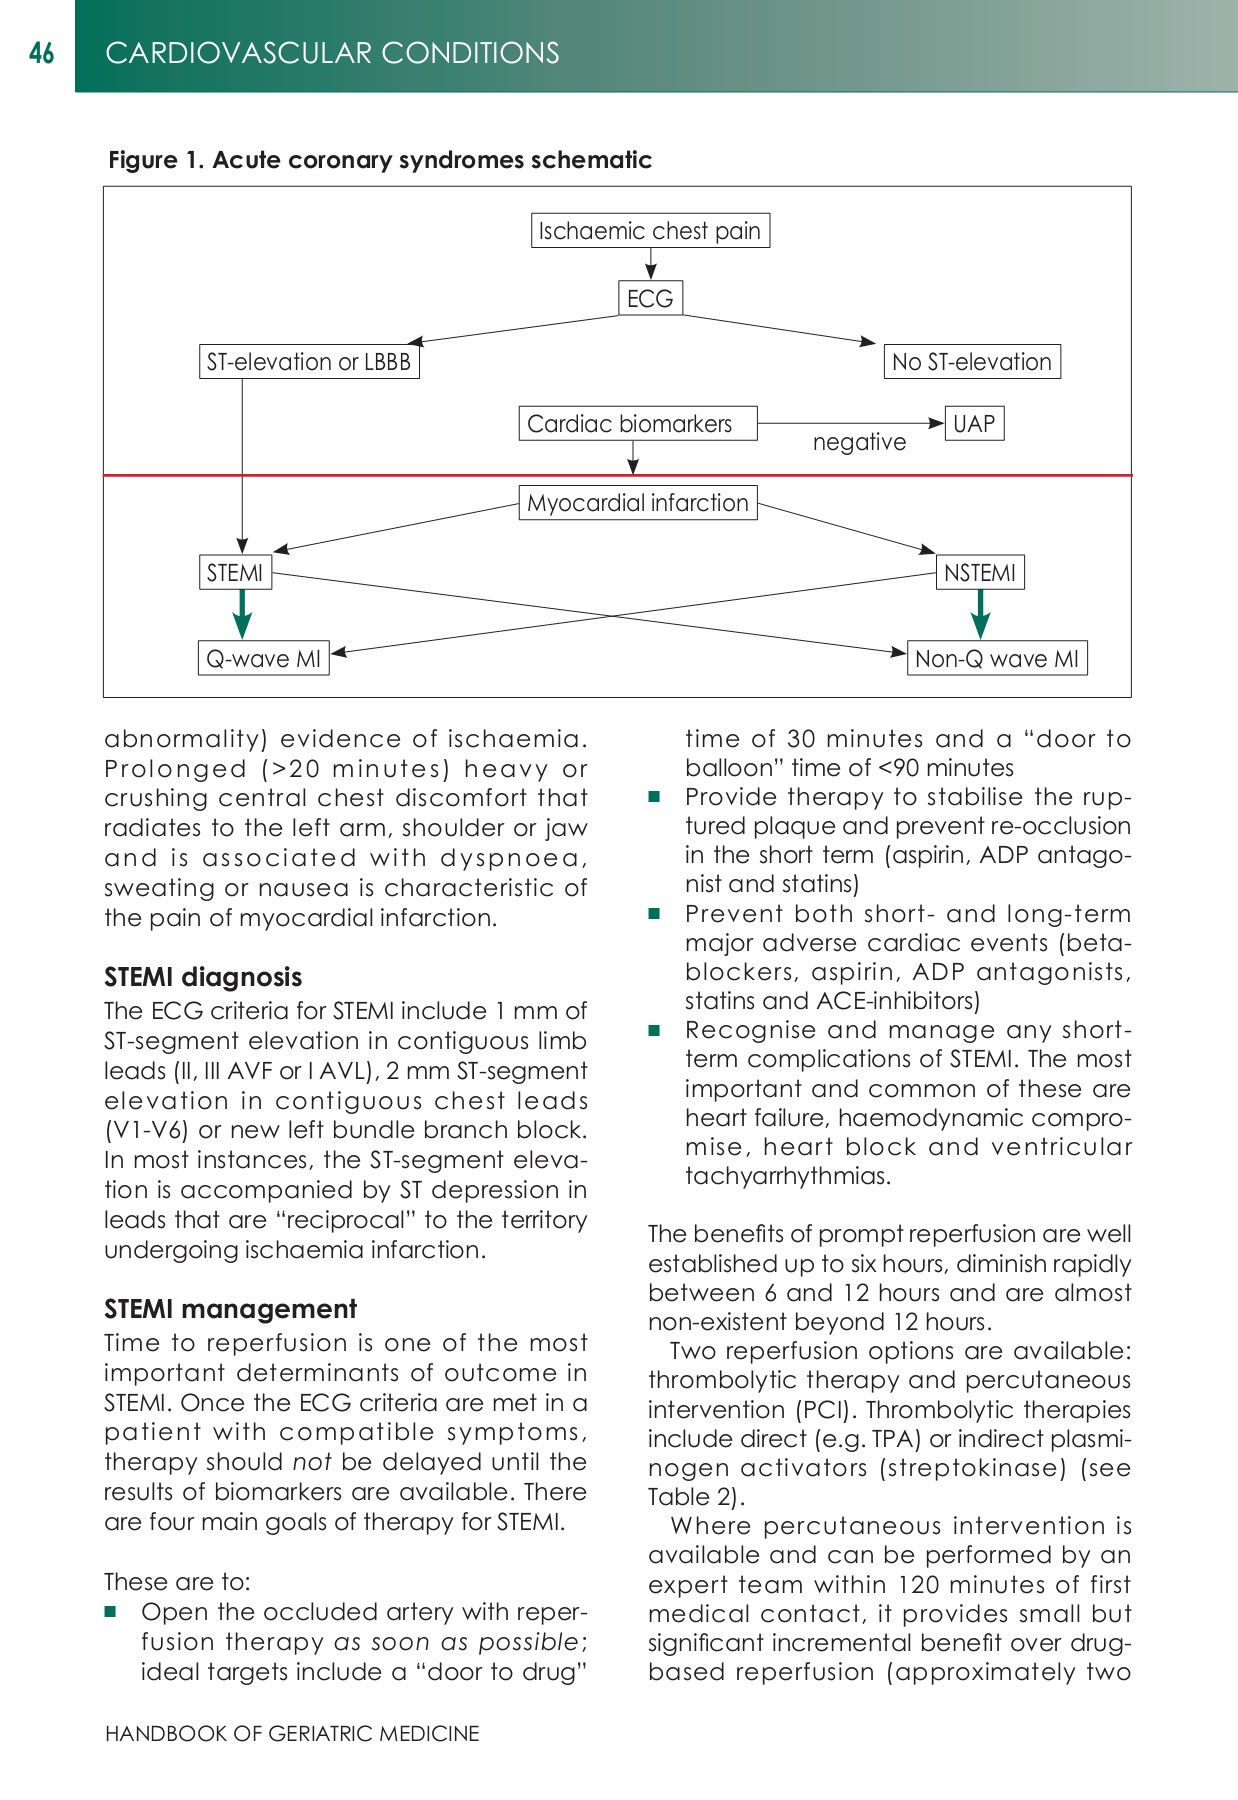 46
CARDIOVASCULAR CONDITIONS
Figure 1. Acute coronary syndromes schematic
Ischaemic chest pain
ECG
ST-elevation or LBBB
No ST-elevation
Cardiac biomarkers
negative
UAP
Myocardial infarction
STEMI
NSTEMI
Q-wave MI
Non-Q wave MI
abnormality) evidence of ischaemia.
Prolonged (>20 minutes) heavy or
crushing central chest discomfort that
radiates to the left arm, shoulder or jaw
and is associated with dyspnoea,
sweating or nausea is characteristic of
the pain of myocardial infarction.
STEMI diagnosis
The ECG criteria for STEMI include 1 mm of
ST-segment elevation in contiguous limb
leads (II, III AVF or I AVL), 2 mm ST-segment
elevation in contiguous chest leads
(V1-V6) or new left bundle branch block.
In most instances, the ST-segment eleva-
tion is accompanied by ST depression in
leads that are “reciprocal” to the territory
undergoing ischaemia infarction.
STEMI management
Time to reperfusion is one of the most
important determinants of outcome in
STEMI. Once the ECG criteria are met in a
patient with compatible symptoms,
therapy should not be delayed until the
results of biomarkers are available. There
are four main goals of therapy for STEMI.
These are to:
■ Open the occluded artery with reper-
fusion therapy as soon as possible;
ideal targets include a “door to drug”
time of 30 minutes and a “door to
balloon” time of <90 minutes
■ Provide therapy to stabilise the rup-
tured plaque and prevent re-occlusion
in the short term (aspirin, ADP antago-
nist and statins)
■ Prevent both short- and long-term
major adverse cardiac events (beta-
blockers, aspirin, ADP antagonists,
statins and ACE-inhibitors)
■ Recognise and manage any short-
term complications of STEMI. The most
important and common of these are
heart failure, haemodynamic compro-
mise, heart block and ventricular
tachyarrhythmias.
The benefits of prompt reperfusion are well
established up to six hours, diminish rapidly
between 6 and 12 hours and are almost
non-existent beyond 12 hours.
Two reperfusion options are available:
thrombolytic therapy and percutaneous
intervention (PCI). Thrombolytic therapies
include direct (e.g. TPA) or indirect plasmi-
nogen activators (streptokinase) (see
Table 2).
Where percutaneous intervention is
available and can be performed by an
expert team within 120 minutes of first
medical contact, it provides small but
significant incremental benefit over drug-
based reperfusion (approximately two
HANDBOOK OF GERIATRIC MEDICINE